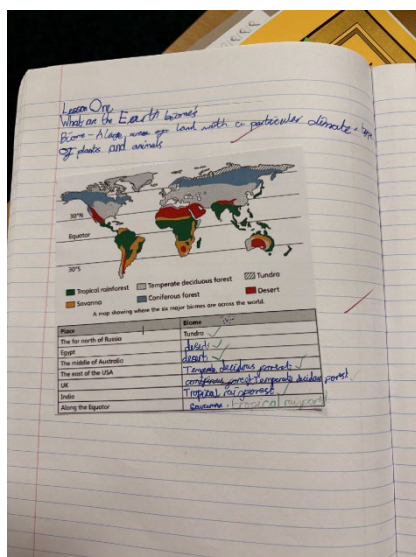 Lesson One
What are the Earth biomes
Biome - A large area of land with a particular climate
of plants and animals
30°N
Equator
30°S
Tropical rainforest
Temperate deciduous forest
Tundra
Savanna
Coniferous forest
Desert
A map showing where the six major biomes are across the world.
Place Biome
The far north of Russia Tundra
Egypt desert
The middle of Australia desert
The east of the USA Temperate deciduous forest
UK coniferous forest Temperate deciduous forest
India Tropical rainforest
Along the Equator savanna tropical